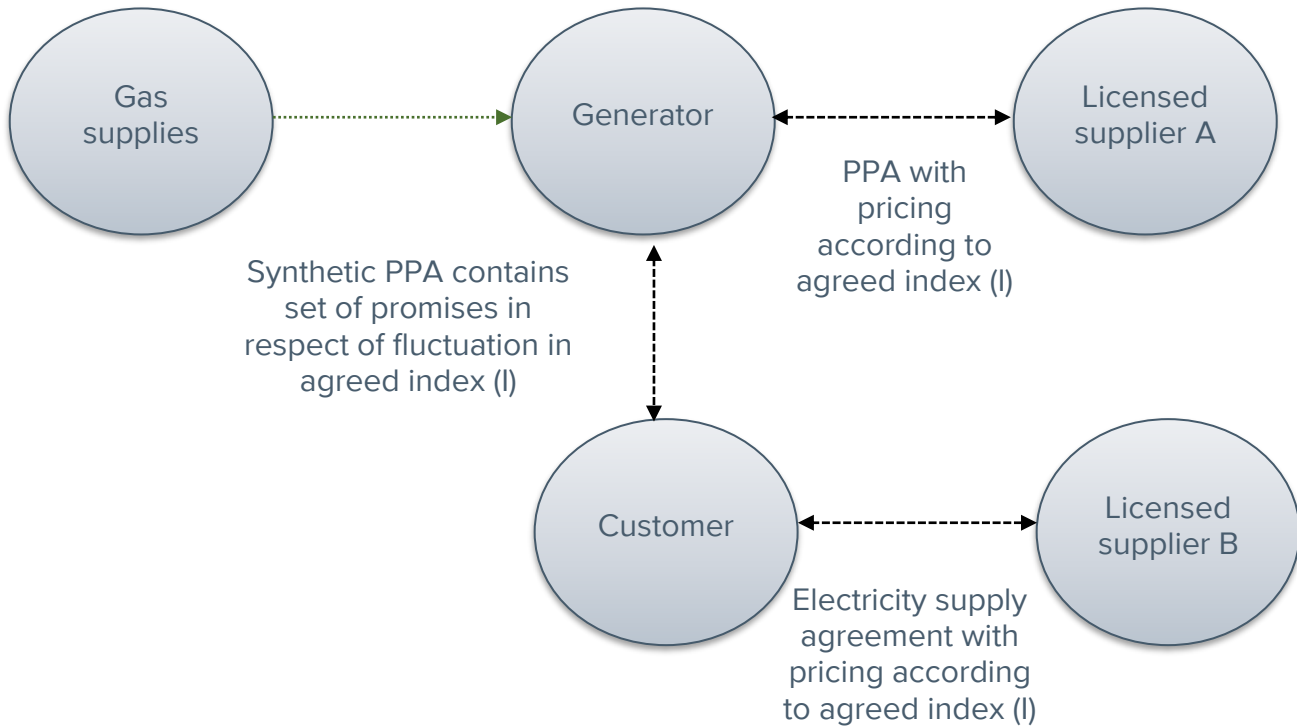 Gas
supplies
Generator
Licensed
supplier A
PPA with
pricing
according to
agreed index (I)
Synthetic PPA contains
set of promises in
respect of fluctuation in
agreed index (I)
Customer
Licensed
supplier B
Electricity supply
agreement with
pricing according
to agreed index (I)